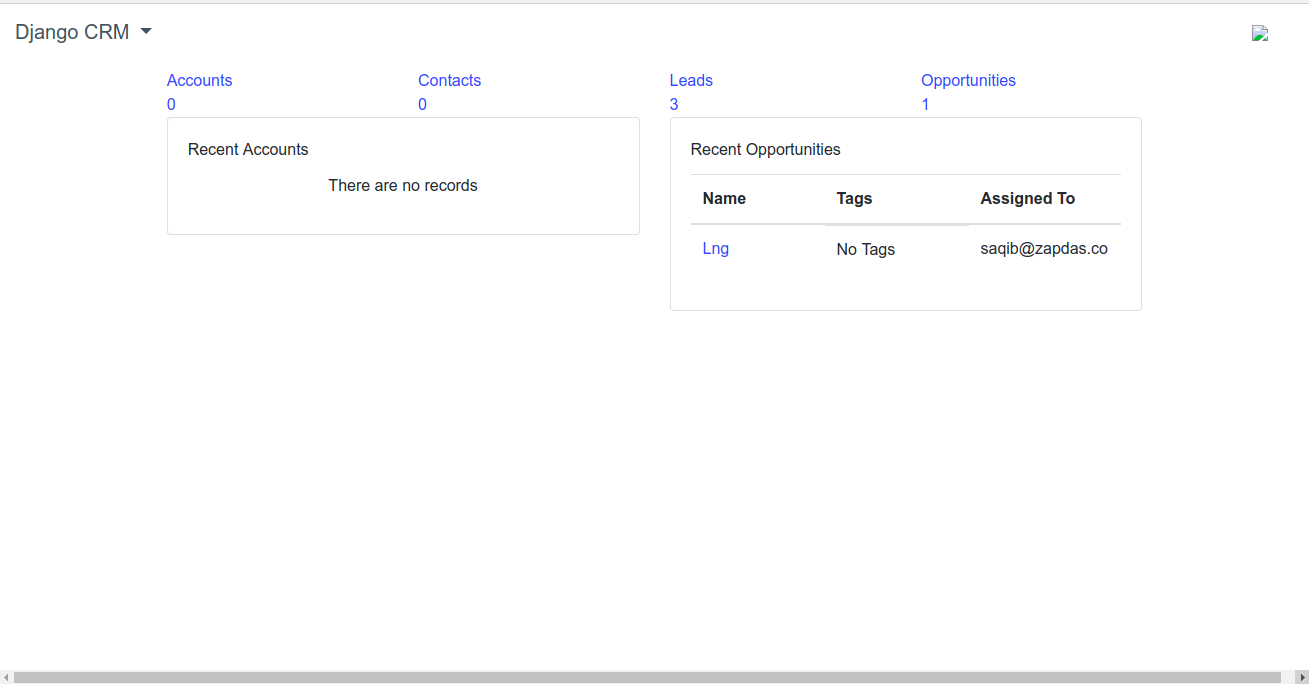 Django CRM
Accounts Contacts Leads Opportunities
0 0 3 1
Recent Accounts
There are no records
Recent Opportunities
Name Tags Assigned To
Lng No Tags saqib@zapdas.co